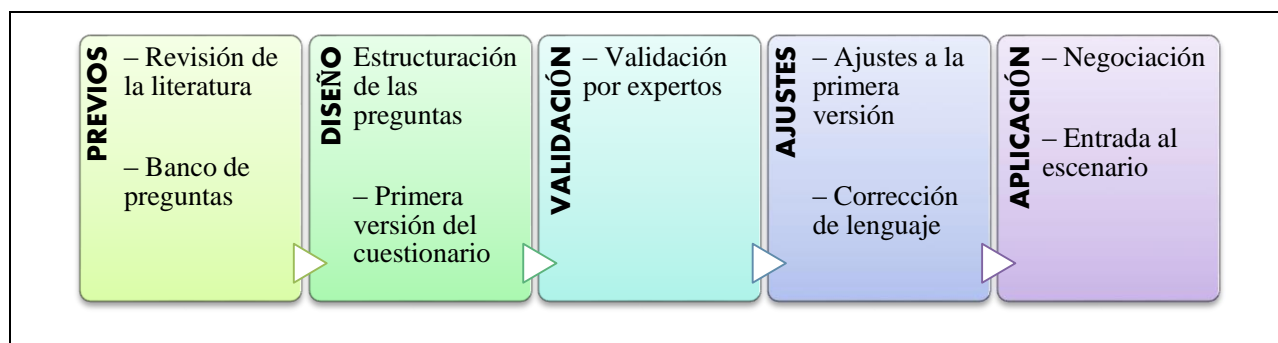 PREVIOS
– Revisión de
la literatura
– Banco de
preguntas
DISEÑO
Estructuración
de las
preguntas
– Primera
versión del
cuestionario
VALIDACIÓN
– Validación
por expertos
AJUSTES
– Ajustes a la
primera
versión
– Corrección
de lenguaje
APLICACIÓN
– Negociación
– Entrada al
escenario